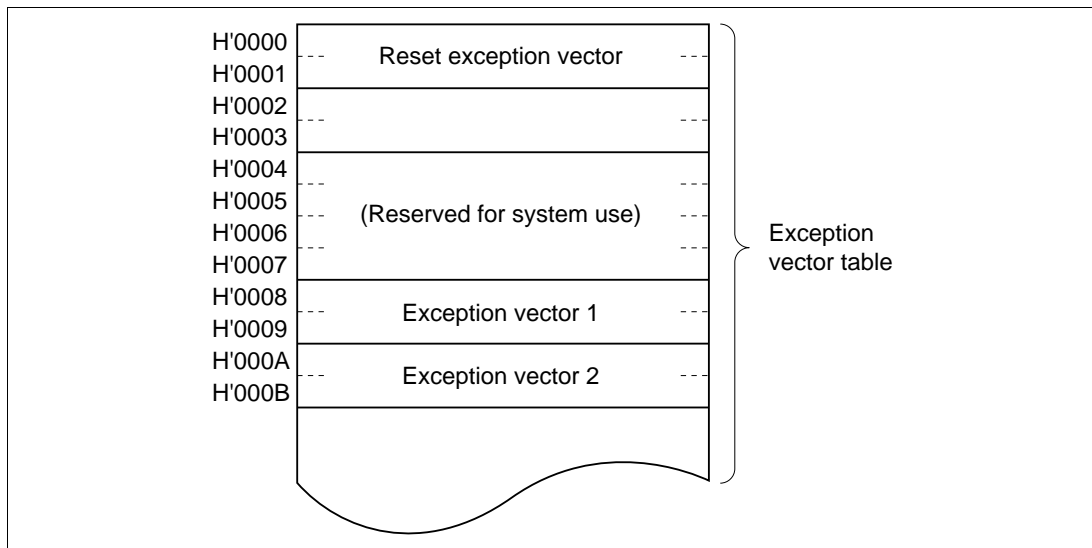 H'0000
Reset exception vector
H'0001
H'0002
H'0003
H'0004
H'0005
(Reserved for system use)
H'0006
H'0007
H'0008
Exception vector 1
H'0009
H'000A
Exception vector 2
H'000B
Exception
vector table